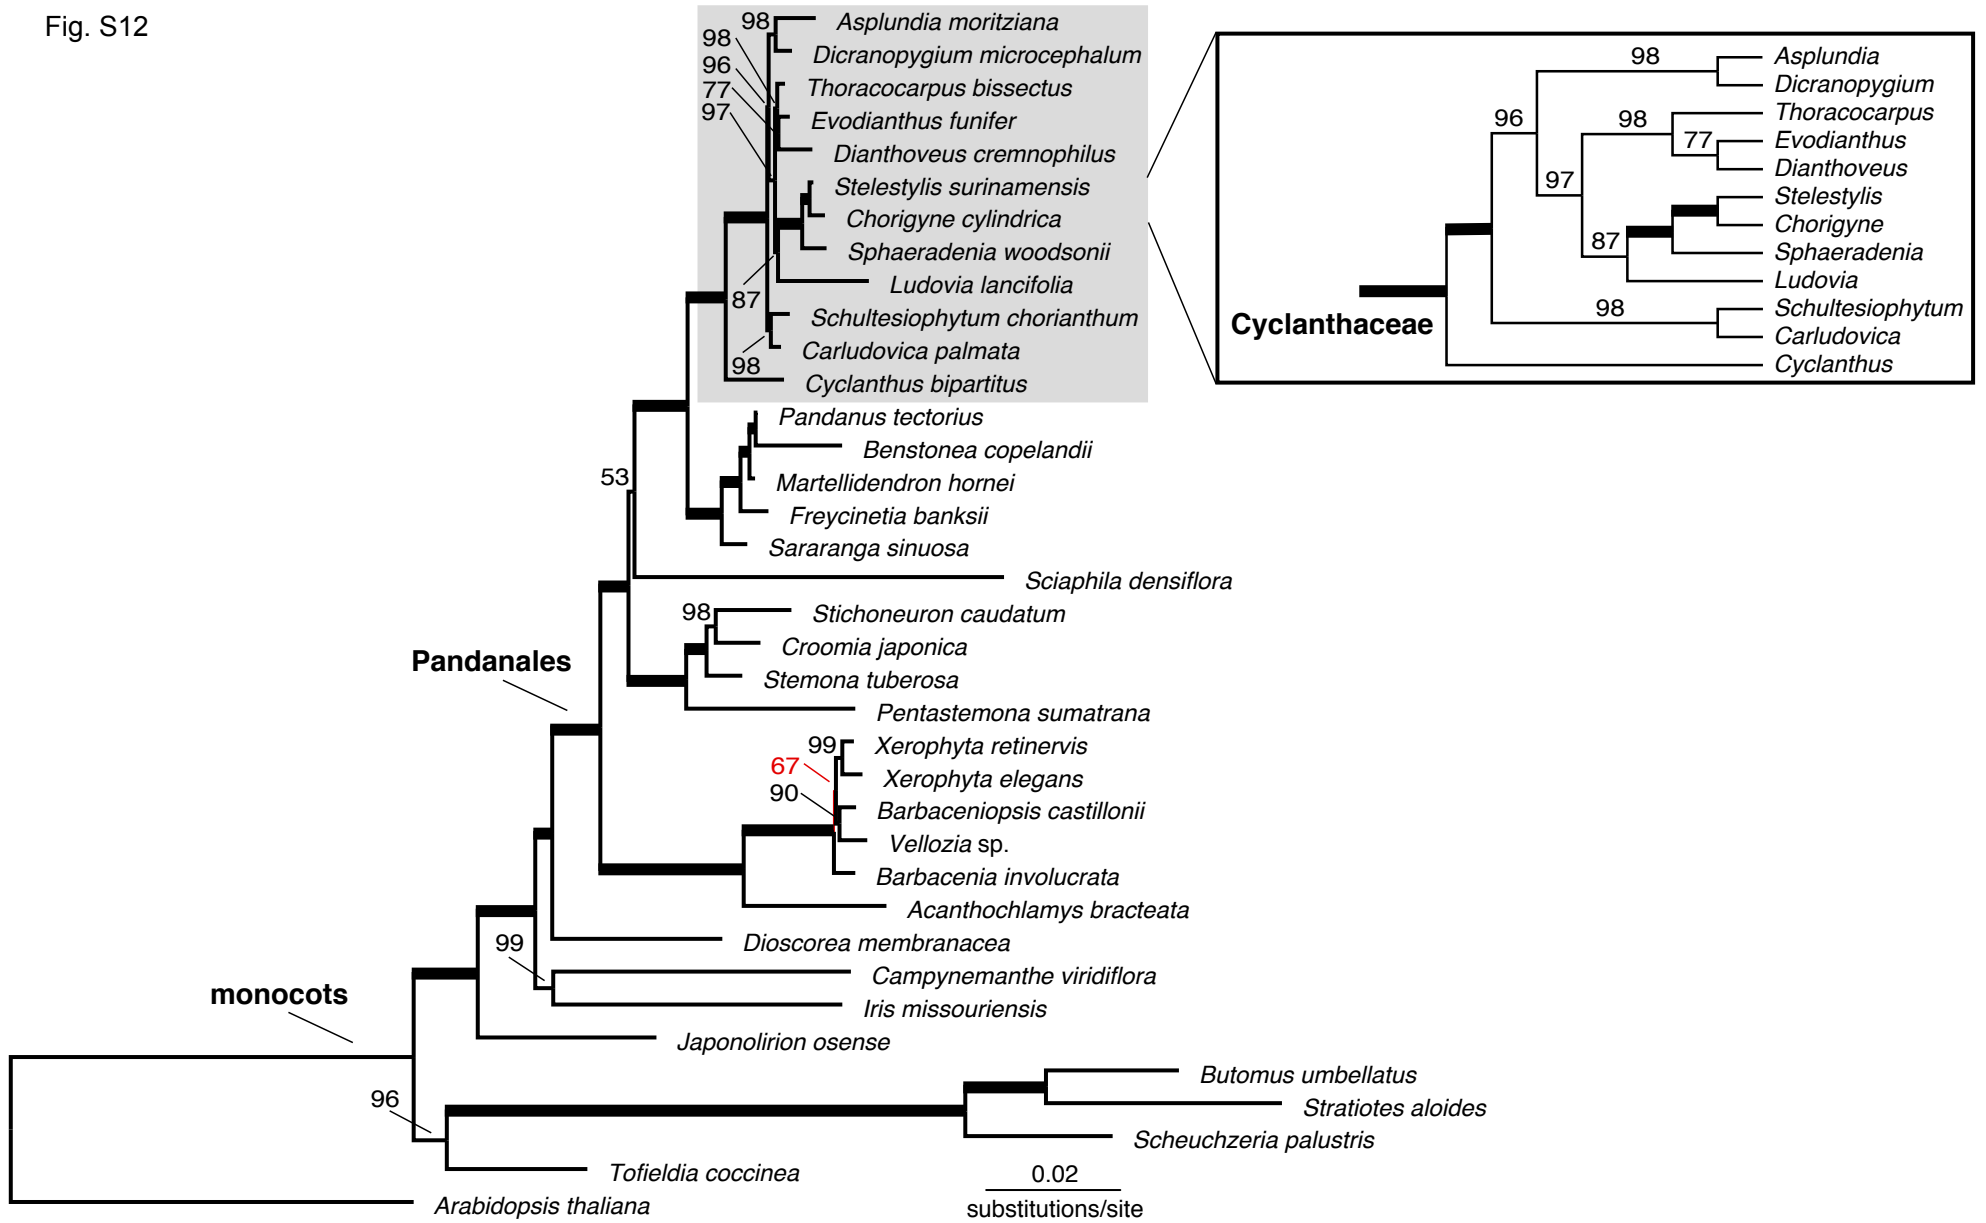 Fig. S12
98
Asplundia moritziana
98
Dicranopygium microcephalum
96
Thoracocarpus bissectus
77
97
Evodianthus funifer
Dianthoveus cremnophilus
Stelestylis surinamensis
Chorigyne cylindrica
Sphaeradenia woodsonii
Ludovia lancifolia
87
Schultesiophytum chorianthum
Carludovica palmata
98
Cyclanthus bipartitus
Pandanus tectorius
Benstonea copelandii
53
Martellidendron hornei
Freycinetia banksii
Sararanga sinuosa
Sciaphila densiflora
98
Stichoneuron caudatum
Croomia japonica
Pandanales
Stemona tuberosa
Pentastemona sumatrana
99
Xerophyta retinervis
67
Xerophyta elegans
90
Barbaceniopsis castillonii
Vellozia sp.
Barbacenia involucrata
Acanthochlamys bracteata
Dioscorea membranacea
99
Campynemanthe viridiflora
monocots
Iris missouriensis
Japonolirion osense
Butomus umbellatus
96
Stratiotes aloides
Scheuchzeria palustris
Tofieldia coccinea
0.02
substitutions/site
Arabidopsis thaliana
98
Asplundia
Dicranopygium
96
98
Thoracocarpus
77
Evodianthus
Dianthoveus
97
Stelestylis
Chorigyne
87
Sphaeradenia
Ludovia
98
Schultesiophytum
Cyclanthaceae
Carludovica
Cyclanthus